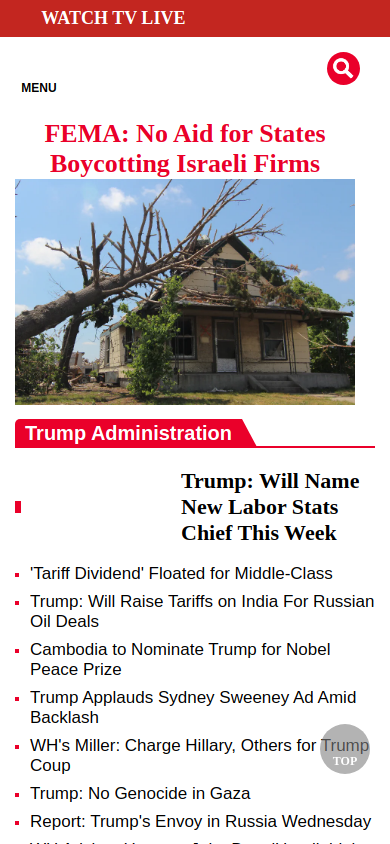 WATCH TV LIVE
MENU
FEMA: No Aid for States
Boycotting Israeli Firms
Trump Administration
Trump: Will Name
New Labor Stats
Chief This Week
'Tariff Dividend' Floated for Middle-Class
Trump: Will Raise Tariffs on India For Russian
Oil Deals
Cambodia to Nominate Trump for Nobel
Peace Prize
Trump Applauds Sydney Sweeney Ad Amid
Backlash
WH's Miller: Charge Hillary, Others for Trump
Coup
TOP
Trump: No Genocide in Gaza
Report: Trump's Envoy in Russia Wednesday